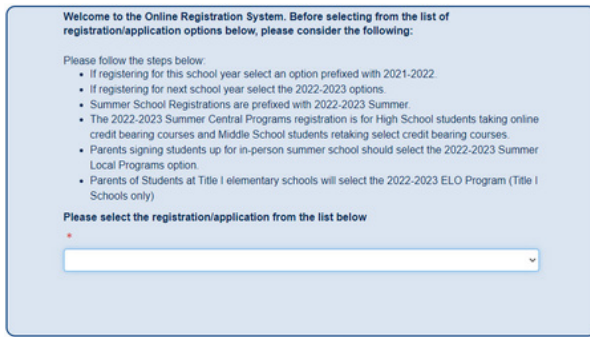 Welcome to the Online Registration System. Before selecting from the list of
registration/application options below, please consider the following:
Please follow the steps below:
• If registering for this school year select an option prefixed with 2021-2022.
• If registering for next school year select the 2022-2023 options.
• Summer School Registrations are prefixed with 2022-2023 Summer.
• The 2022-2023 Summer Central Programs registration is for High School students taking online
credit bearing courses and Middle School students retaking select credit bearing courses.
• Parents signing students up for in-person summer school should select the 2022-2023 Summer
Local Programs option.
• Parents of Students at Title I elementary schools will select the 2022-2023 ELO Program (Title I
Schools only)
Please select the registration/application from the list below
*